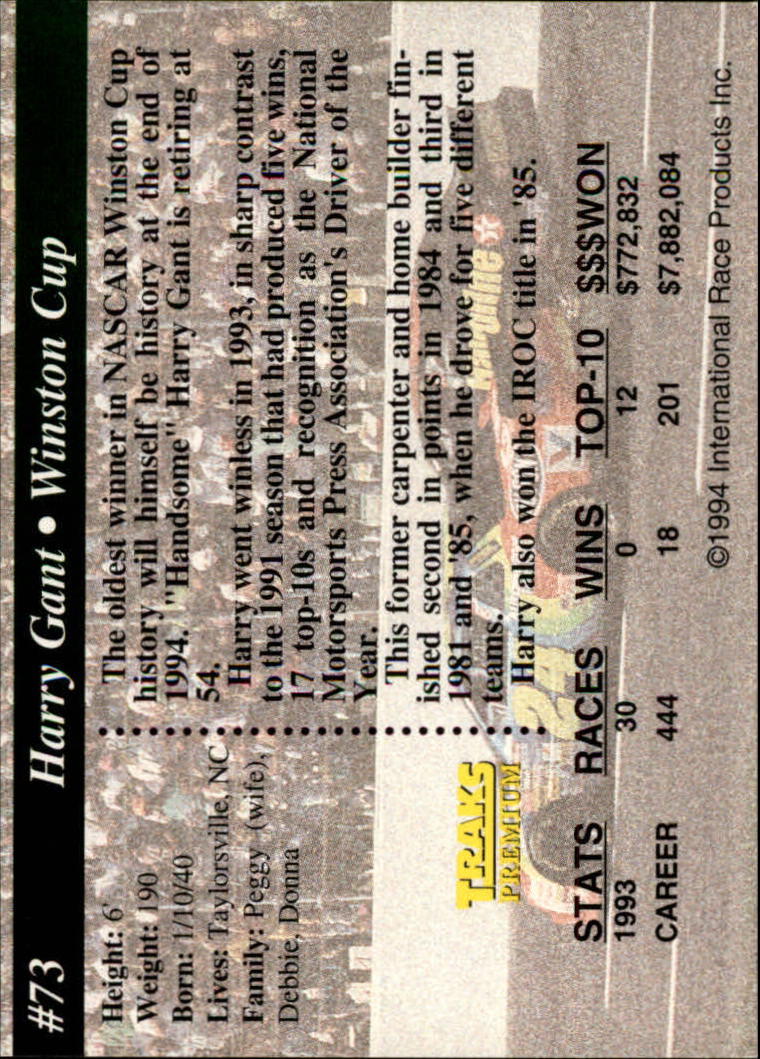 #73 Harry Gant • Winston Cup
Height: 6'
Weight: 190
Born: 1/10/40
Lives: Taylorsville, NC
Family: Peggy (wife),
Debbie, Donna
The oldest winner in NASCAR Winston Cup
history will himself be history at the end of
1994. "Handsome" Harry Gant is retiring at
54.
Harry went winless in 1993, in sharp contrast
to the 1991 season that had produced five wins,
17 top-10s and recognition as the National
Motorsports Press Association's Driver of the
Year.
This former carpenter and home builder fin-
ished second in points in 1984 and third in
1981 and '85, when he drove for five different
teams.
Harry also won the IROC title in '85.
TRAKS
PREMIUM
24
Havoline
STATS RACES WINS TOP-10 $$$WON
1993 30 0 12 $772,832
CAREER 444 18 201 $7,882,084
©1994 International Race Products Inc.